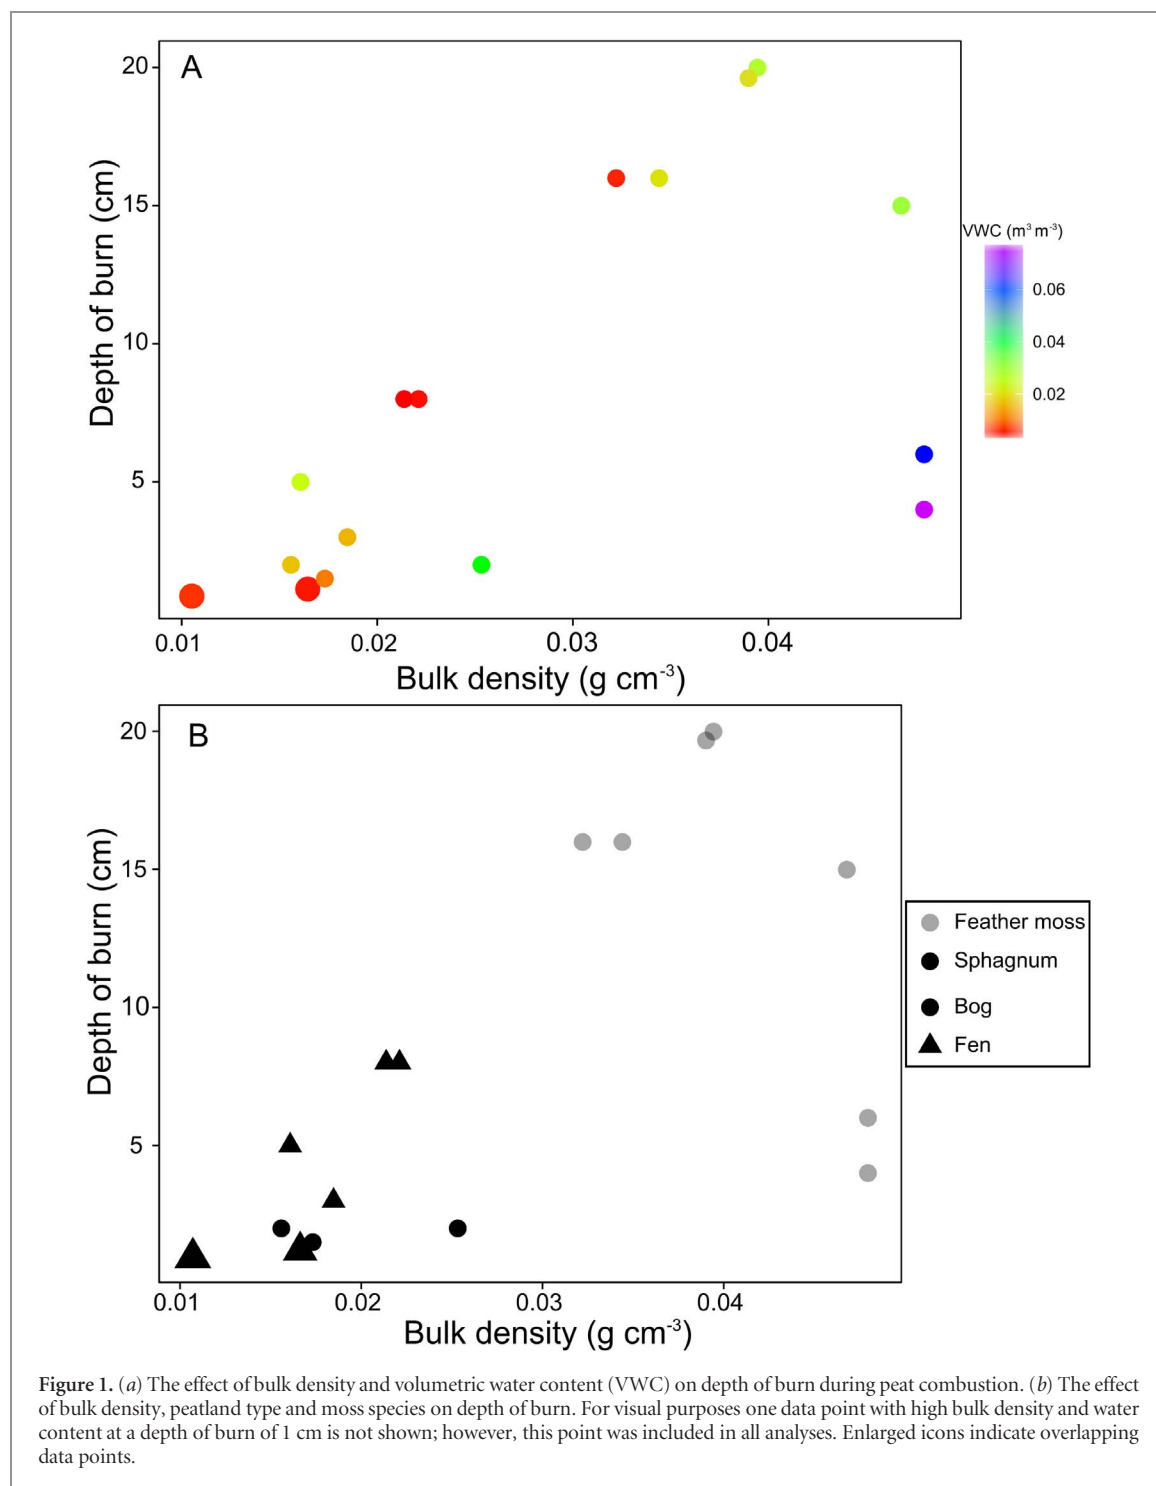 A
20
15
10
5
Depth of burn (cm)
0.01 0.02 0.03 0.04
Bulk density (g cm⁻³)
VWC (m³ m⁻³)
0.06
0.04
0.02
B
20
15
10
5
Depth of burn (cm)
0.01 0.02 0.03 0.04
Bulk density (g cm⁻³)
Feather moss
Sphagnum
Bog
Fen
Figure 1. (a) The effect of bulk density and volumetric water content (VWC) on depth of burn during peat combustion. (b) The effect
of bulk density, peatland type and moss species on depth of burn. For visual purposes one data point with high bulk density and water
content at a depth of burn of 1 cm is not shown; however, this point was included in all analyses. Enlarged icons indicate overlapping
data points.